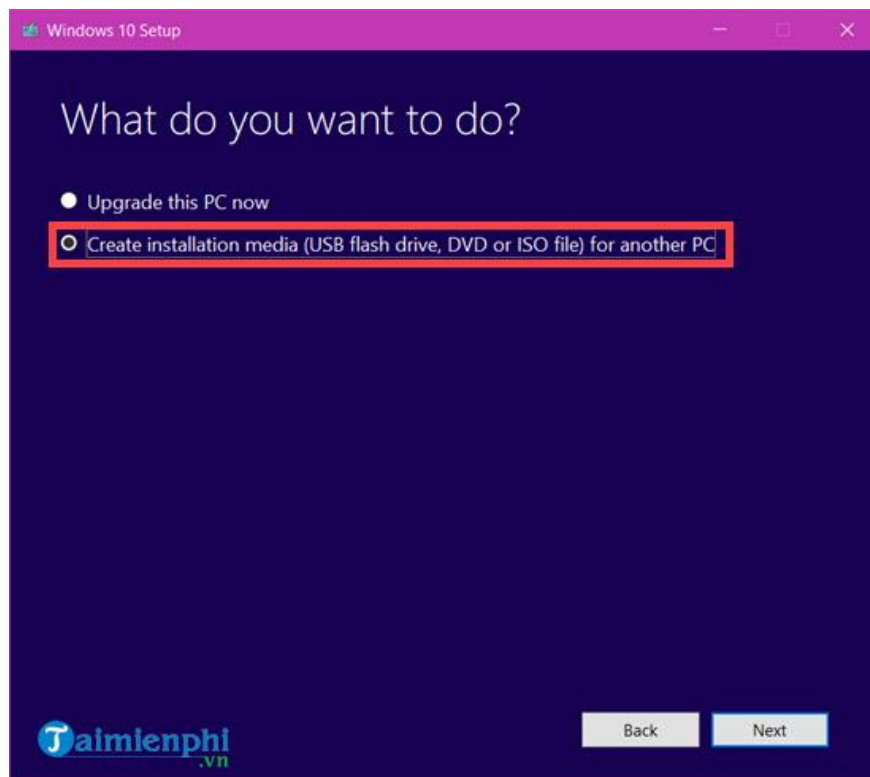 Windows 10 Setup
What do you want to do?
Upgrade this PC now
Create installation media (USB flash drive, DVD or ISO file) for another PC
Back
Next
Taimienphi
.vn